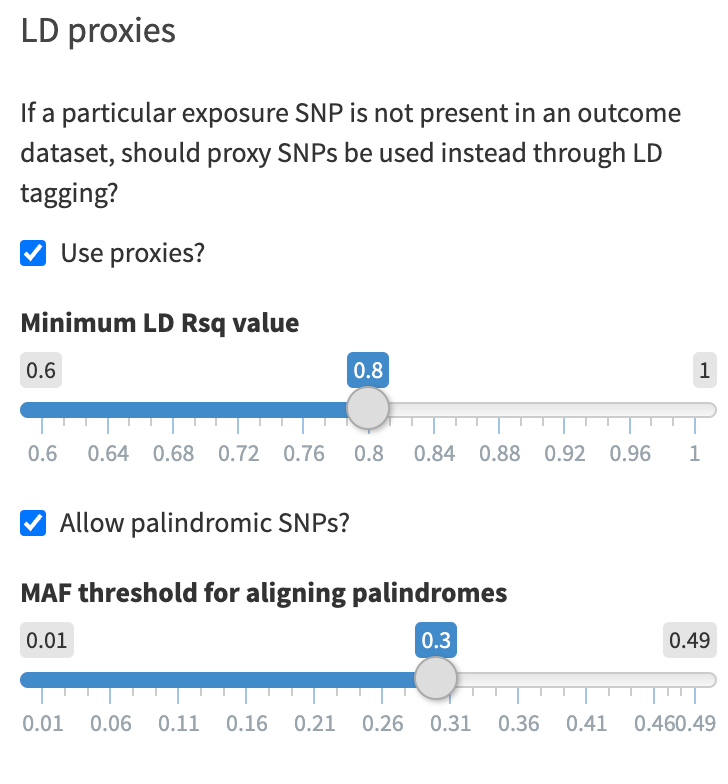 LD proxies
If a particular exposure SNP is not present in an outcome
dataset, should proxy SNPs be used instead through LD
tagging?
Use proxies?
Minimum LD Rsq value
0.6 0.8 1
0.6 0.64 0.68 0.72 0.76 0.8 0.84 0.88 0.92 0.96 1
Allow palindromic SNPs?
MAF threshold for aligning palindromes
0.01 0.3 0.49
0.01 0.06 0.11 0.16 0.21 0.26 0.31 0.36 0.41 0.460.49